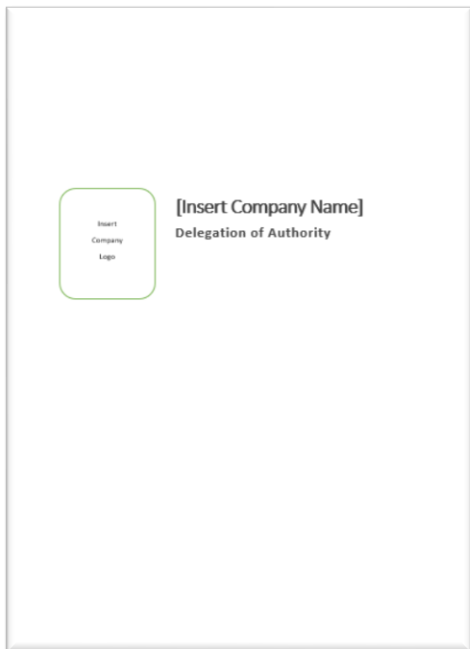 [Insert Company Name]
Delegation of Authority
Insert
Company
Logo